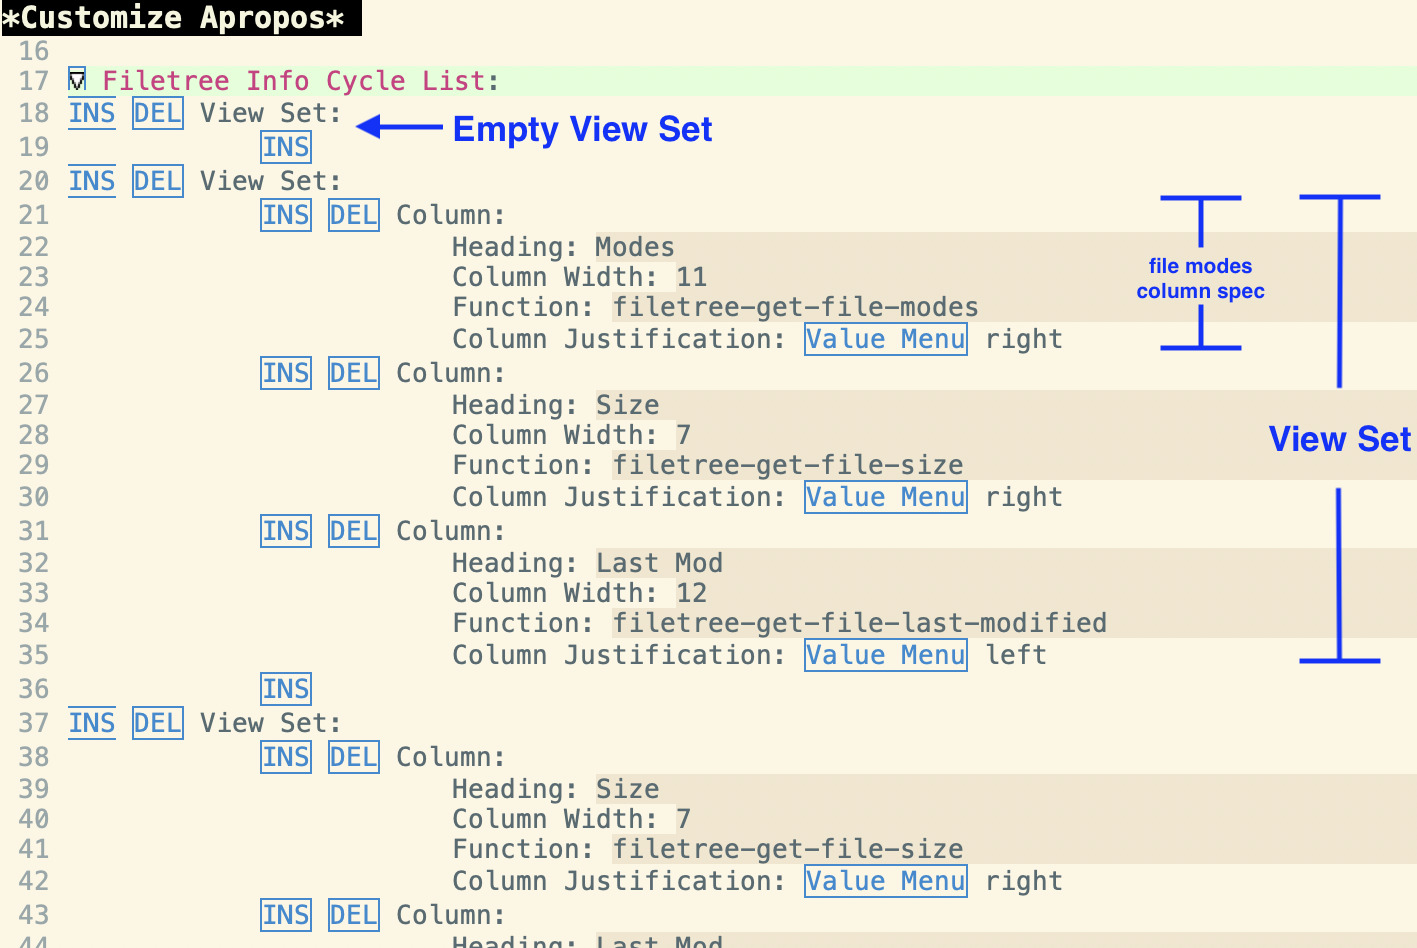 *Customize Apropos*
16
17 ▽ Filetree Info Cycle List:
18 INS DEL View Set:
Empty View Set
19 INS
20 INS DEL View Set:
21 INS DEL Column:
22 Heading: Modes
23 Column Width: 11
24 Function: filetree-get-file-modes
25 Column Justification: Value Menu right
file modes
column spec
26 INS DEL Column:
27 Heading: Size
28 Column Width: 7
29 Function: filetree-get-file-size
30 Column Justification: Value Menu right
View Set
31 INS DEL Column:
32 Heading: Last Mod
33 Column Width: 12
34 Function: filetree-get-file-last-modified
35 Column Justification: Value Menu left
36 INS
37 INS DEL View Set:
38 INS DEL Column:
39 Heading: Size
40 Column Width: 7
41 Function: filetree-get-file-size
42 Column Justification: Value Menu right
43 INS DEL Column:
44 Heading: Last Mod